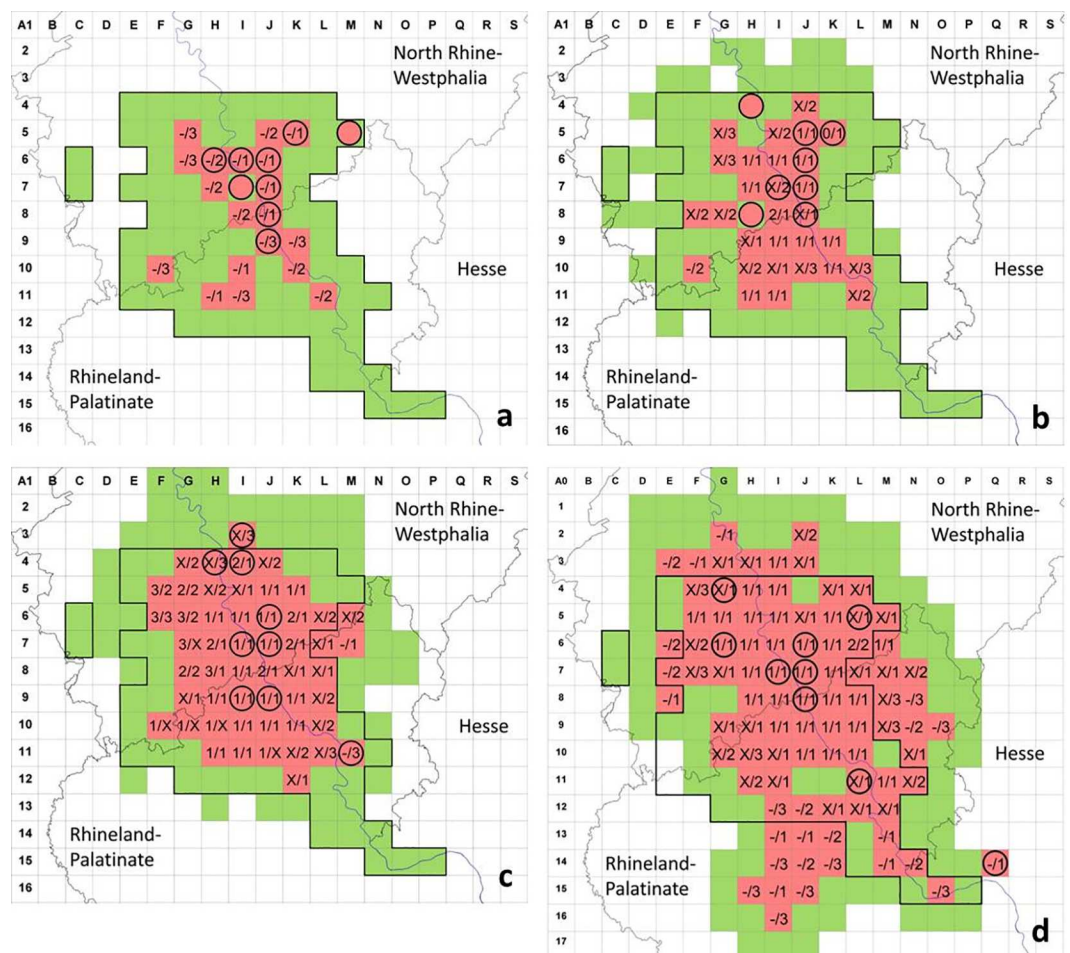 A1 B C D E F G H I J K L M N O P Q R S
2
North Rhine-
3
Westphalia
4
5 -/3 -/2 -/1
6 -/3 -/2 -/1 -/1
7 -/2 -/1
8 -/2 -/1
9 -/3 -/3
10 -/3 -/1 -/2 Hesse
11 -/1 -/3 -/2
12
13
14
Rhineland-
Palatinate
15
16
a
A1 B C D E F G H I J K L M N O P Q R S
2
North Rhine-
3
Westphalia
4 X/2
5 X/3 X/2 1/1 0/1
6 X/3 1/1 1/1 1/1
7 1/1 X/2 1/1
8 X/2 X/2 2/1 X/1
9 X/1 1/1 1/1 1/1
10 -/2 X/2 X/1 X/3 1/1 X/3 Hesse
11 1/1 1/1 X/2
12
13
14
Rhineland-
Palatinate
15
16
b
A1 B C D E F G H I J K L M N O P Q R S
2
North Rhine-
3 X/3
Westphalia
4 X/2 X/3 2/1 X/2
5 3/2 2/2 X/2 X/1 1/1 1/1
6 3/3 3/2 1/1 1/1 1/1 2/1 X/2 X/2
7 3/X 2/1 1/1 1/1 2/1 X/1 -/1
8 2/2 3/1 1/1 2/1 X/1 X/1
9 X/1 1/1 1/1 1/1 1/1 X/2
10 1/X 1/X 1/X 1/1 1/1 1/1 X/2 Hesse
11 1/1 1/1 1/X X/2 X/3 -/3
12 X/1
13
14
Rhineland-
Palatinate
15
16
c
A0 B C D E F G H I J K L M N O P Q R S
1
North Rhine-
2 -/1 X/2
Westphalia
3 -/2 -/1 X/1 X/1 1/1 X/1
4 X/3 X/1 1/1 1/1 X/1 X/1
5 1/1 1/1 1/1 1/1 X/1 1/1 X/1 X/1
6 -/2 X/2 1/1 1/1 1/1 1/1 1/1 2/2 1/1
7 -/2 X/3 X/1 1/1 1/1 1/1 1/1 X/1 X/1 X/2
8 -/1 1/1 1/1 1/1 1/1 1/1 X/3 -/3
9 X/1 X/1 1/1 1/1 1/1 1/1 X/3 -/2 -/3
10 X/2 X/3 X/1 1/1 1/1 1/1 X/1 Hesse
11 X/2 X/1 X/1 1/1 X/2
12 -/3 -/2 X/1 X/1 X/1
13 -/1 -/1 -/2 -/1
14 -/3 -/2 -/3 -/1 -/2 -/1
Rhineland-
Palatinate
15 -/3 -/1 -/3 -/3
16 -/3
17
d